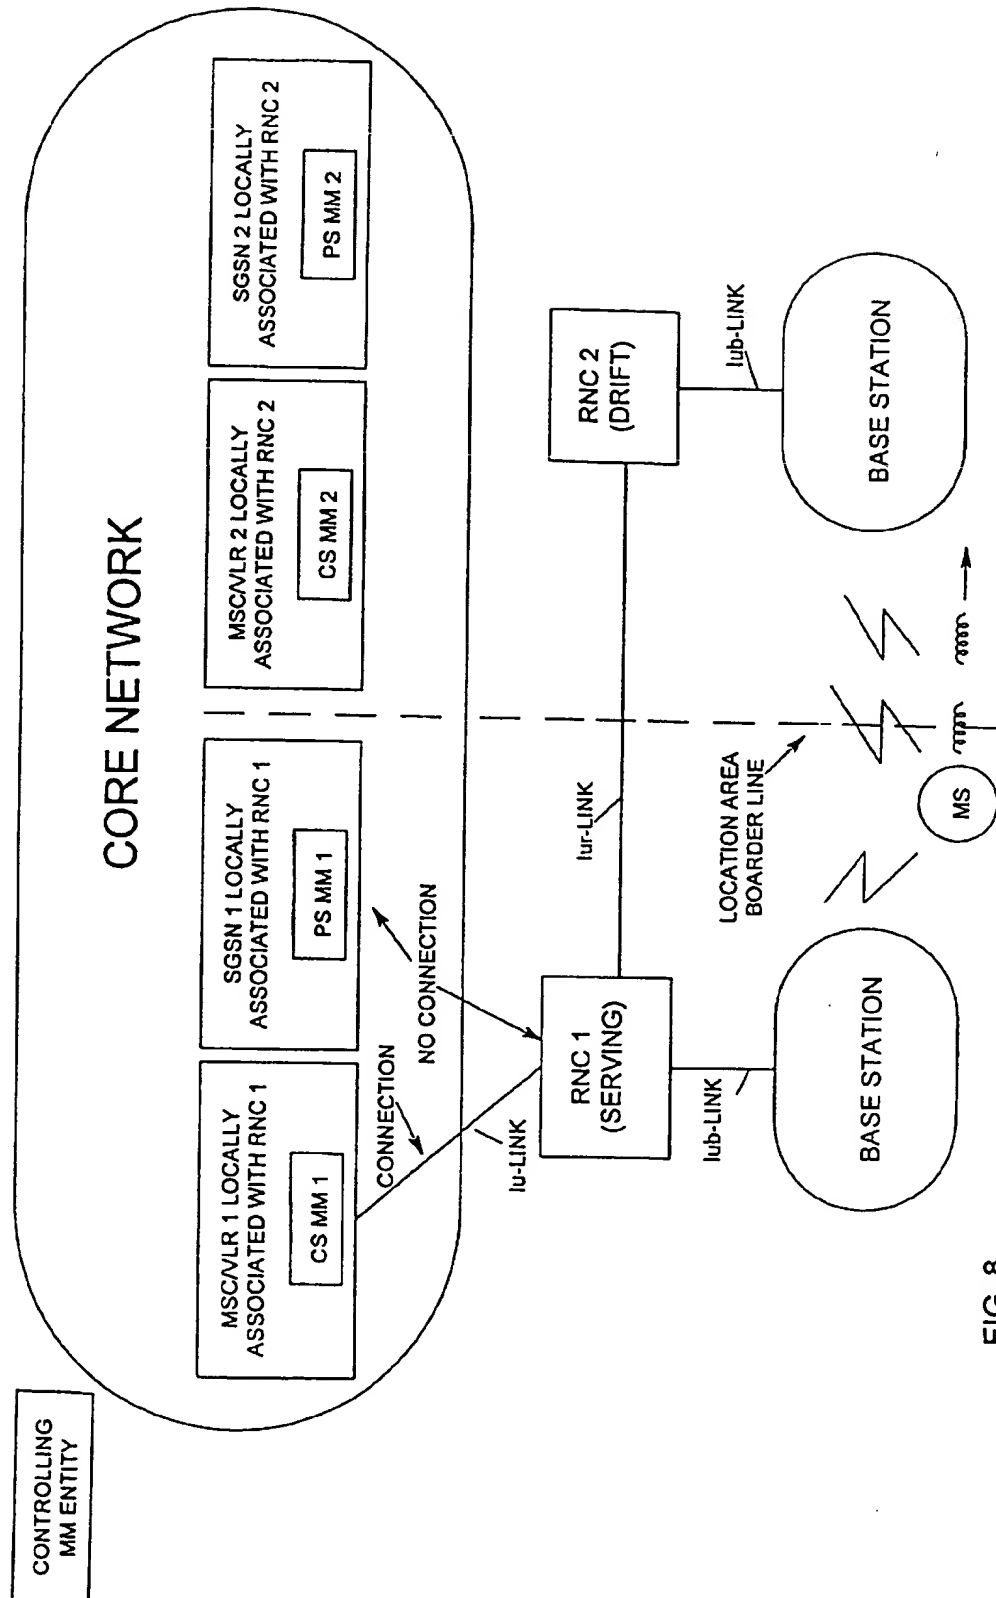 CONTROLLING
MM ENTITY
CORE NETWORK
MSC/VLR 1 LOCALLY
ASSOCIATED WITH RNC 1
CS MM 1
SGSN 1 LOCALLY
ASSOCIATED WITH RNC 1
PS MM 1
MSC/VLR 2 LOCALLY
ASSOCIATED WITH RNC 2
CS MM 2
SGSN 2 LOCALLY
ASSOCIATED WITH RNC 2
PS MM 2
CONNECTION
NO CONNECTION
Iu-LINK
RNC 1
(SERVING)
Iur-LINK
RNC 2
(DRIFT)
Iub-LINK
LOCATION AREA
BOARDER LINE
Iub-LINK
BASE STATION
MS
BASE STATION
FIG. 8